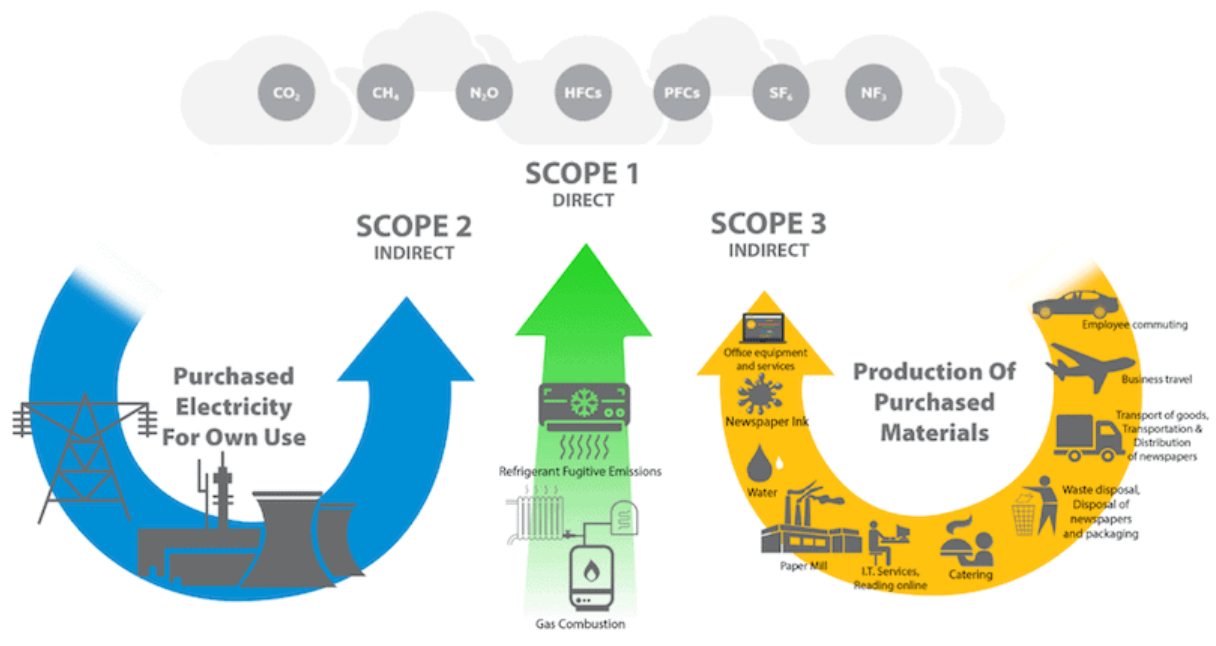 CO₂
CH₄
N₂O
HFCs
PFCs
SF₆
NF₃
SCOPE 1
DIRECT
SCOPE 2
INDIRECT
SCOPE 3
INDIRECT
Purchased
Electricity
For Own Use
Refrigerant Fugitive Emissions
Gas Combustion
Production Of
Purchased
Materials
Office equipment
and services
Newspaper Ink
Water
Paper Mill
I.T. Services,
Reading online
Catering
Waste disposal,
Disposal of
newspapers
and packaging
Transport of goods,
Transportation &
Distribution
of newspapers
Business travel
Employee commuting